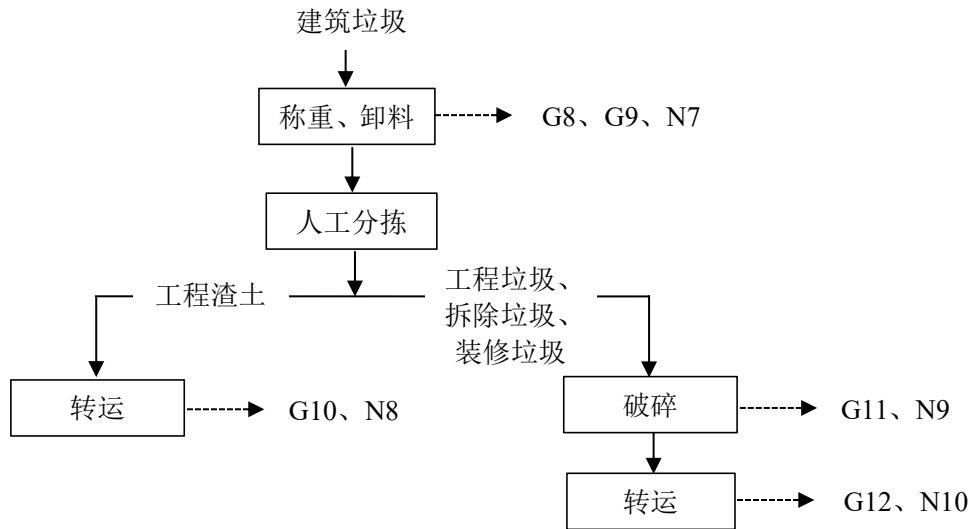 建筑垃圾
称重、卸料
G8、G9、N7
人工分拣
工程渣土
工程垃圾、
拆除垃圾、
装修垃圾
转运
G10、N8
破碎
G11、N9
转运
G12、N10